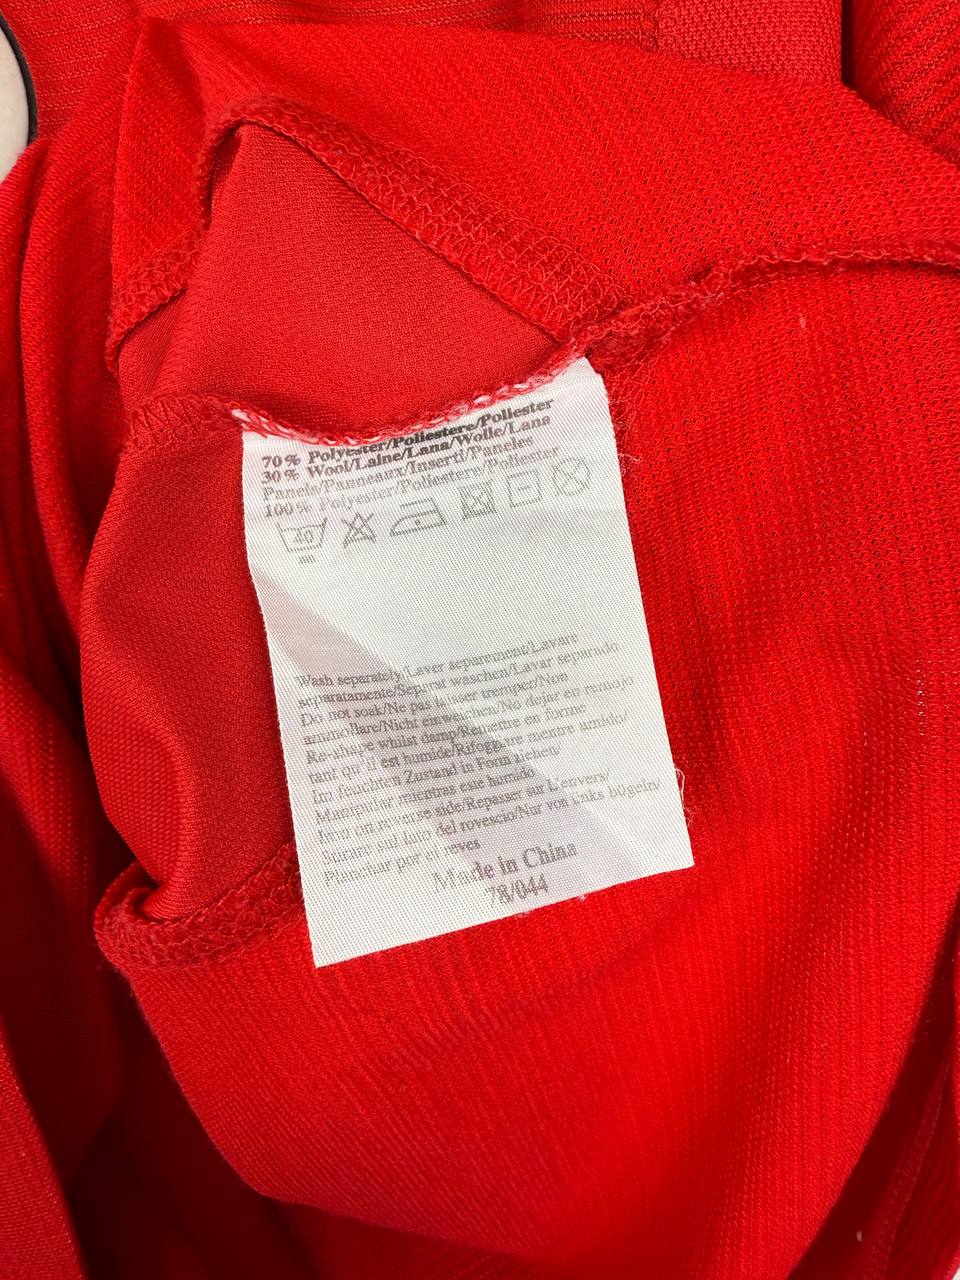 70% Polyester/Poliestere/Poliester
30% Wool/Laine/Lana/Wolle/Lana
Panels/Panneaux/Inserti/Paneles
100% Polyester/Poliestere/Poliester
40
Wash separately/Laver separement/Lavare
separatamente/Separat waschen/Lavar separado
Do not soak/Ne pas laisser tremper/Non
ammollare/Nicht einweichen/No dejar en remojo
Re-shape whilst damp/Remettre en forme
tant qu'il est humide/Rifoggiare mentre umido/
Im feuchten Zustand in Form ziehen/
Manipular mientras este humido
Iron on reverse side/Repasser sur L'envers/
Stirare sul lato del rovescio/Nur von links bügeln/
Planchar por el reves
Made in China
78/044